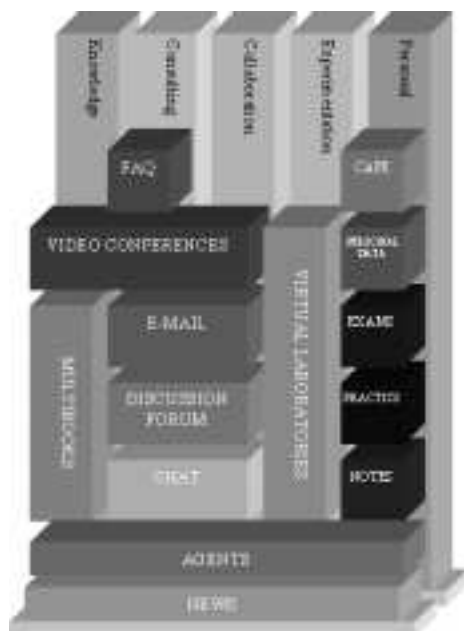 Knowledge
Consulting
Collaboration
Experimentation
Personal
FAQ
CAFE
VIDEO CONFERENCES
PERSONAL
DATA
E-MAIL
EXAMS
VIRTUAL LABORATORIES
MULTIBOOKS
DISCUSSION
FORUM
PRACTICE
CHAT
NOTES
AGENTS
NEWS